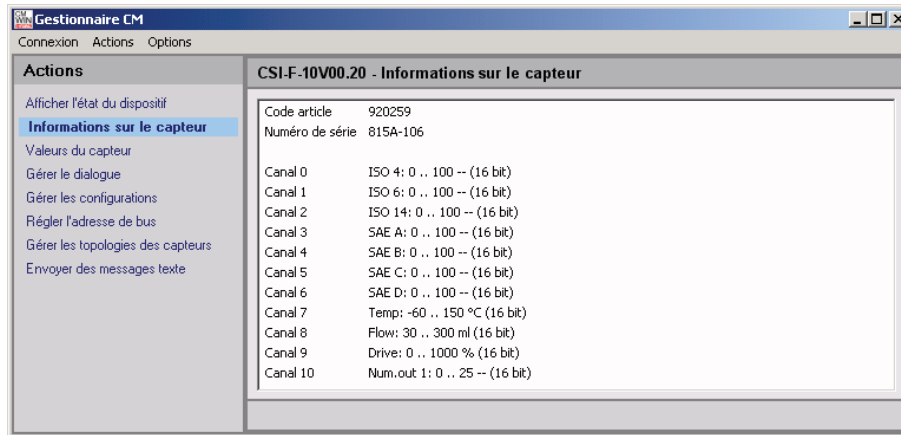 CM WIN Gestionnaire CM
Connexion Actions Options
Actions
Afficher l'état du dispositif
Informations sur le capteur
Valeurs du capteur
Gérer le dialogue
Gérer les configurations
Régler l'adresse de bus
Gérer les topologies des capteurs
Envoyer des messages texte
CSI-F-10V00.20 - Informations sur le capteur
Code article 920259
Numéro de série 815A-106
Canal 0 ISO 4: 0 .. 100 -- (16 bit)
Canal 1 ISO 6: 0 .. 100 -- (16 bit)
Canal 2 ISO 14: 0 .. 100 -- (16 bit)
Canal 3 SAE A: 0 .. 100 -- (16 bit)
Canal 4 SAE B: 0 .. 100 -- (16 bit)
Canal 5 SAE C: 0 .. 100 -- (16 bit)
Canal 6 SAE D: 0 .. 100 -- (16 bit)
Canal 7 Temp: -60 .. 150 °C (16 bit)
Canal 8 Flow: 30 .. 300 ml (16 bit)
Canal 9 Drive: 0 .. 1000 % (16 bit)
Canal 10 Num.out 1: 0 .. 25 -- (16 bit)